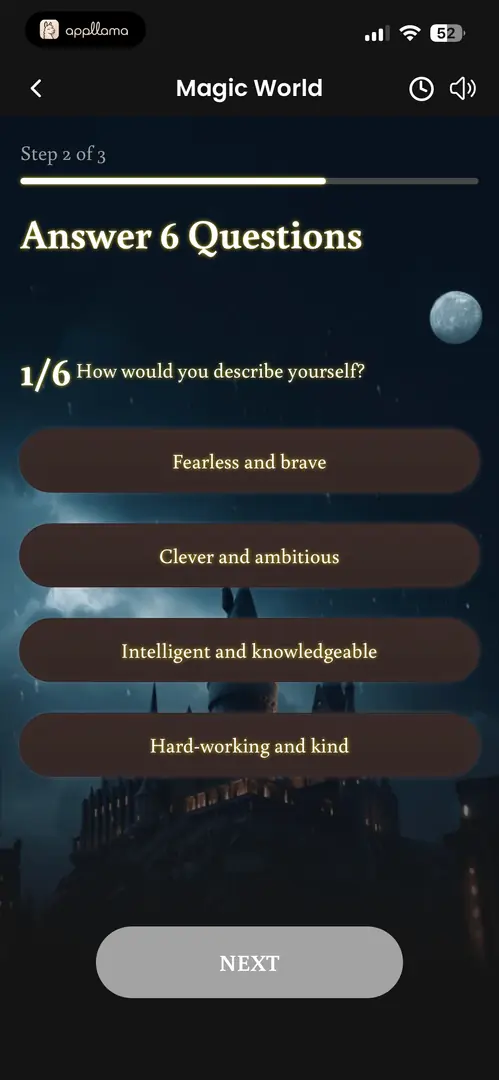 appllama
52
Magic World
Step 2 of 3
Answer 6 Questions
1/6 How would you describe yourself?
Fearless and brave
Clever and ambitious
Intelligent and knowledgeable
Hard-working and kind
NEXT